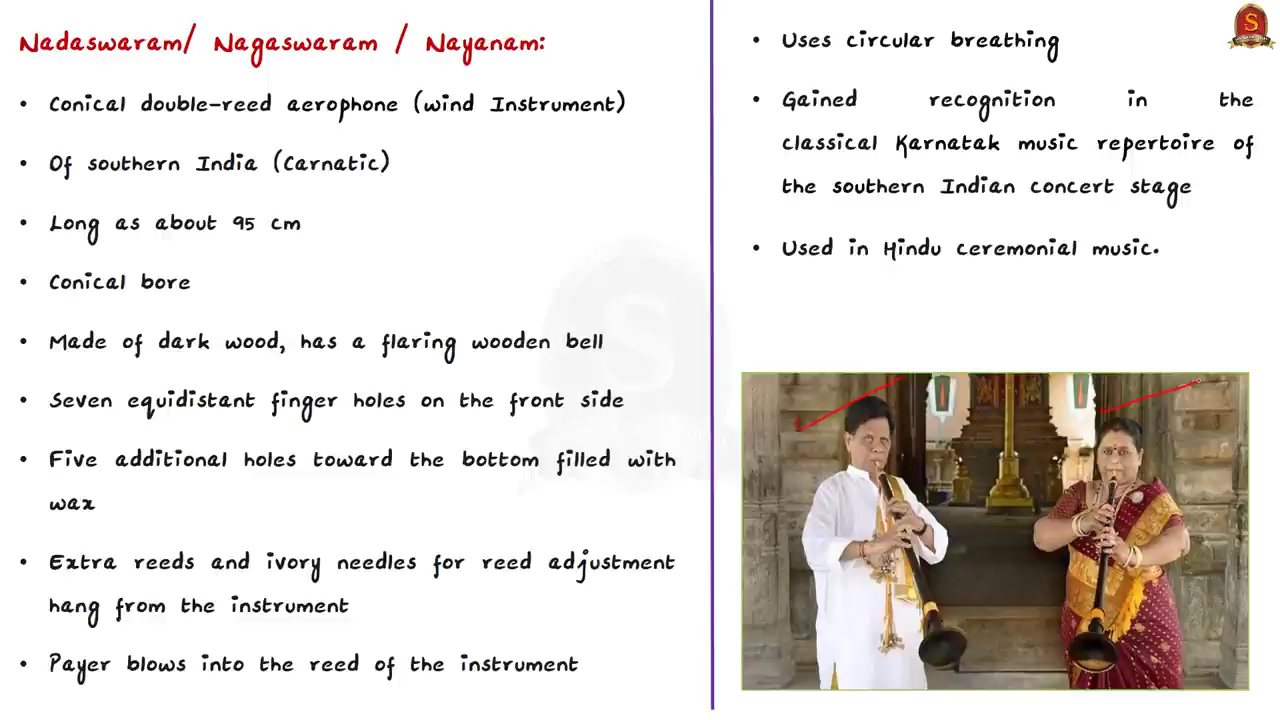 Nadaswaram/ Nagaswaram / Nayanam:
• Conical double-reed aerophone (wind Instrument)
• Of southern India (Carnatic)
• Long as about 95 cm
• Conical bore
• Made of dark wood, has a flaring wooden bell
• Seven equidistant finger holes on the front side
• Five additional holes toward the bottom filled with
wax
• Extra reeds and ivory needles for reed adjustment
hang from the instrument
• Payer blows into the reed of the instrument
• Uses circular breathing
• Gained recognition in the
classical Karnatak music repertoire of
the southern Indian concert stage
• Used in Hindu ceremonial music.
S